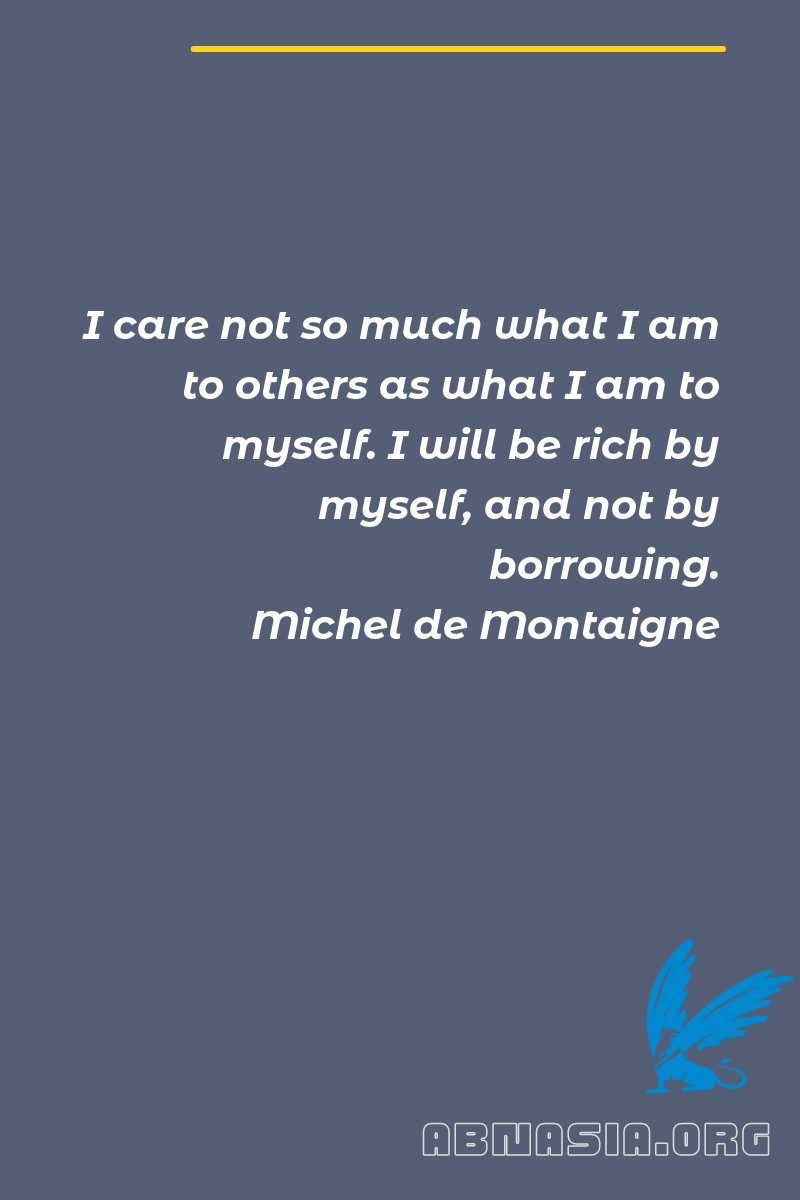 I care not so much what I am
to others as what I am to
myself. I will be rich by
myself, and not by
borrowing.
Michel de Montaigne
ABNASIA.ORG